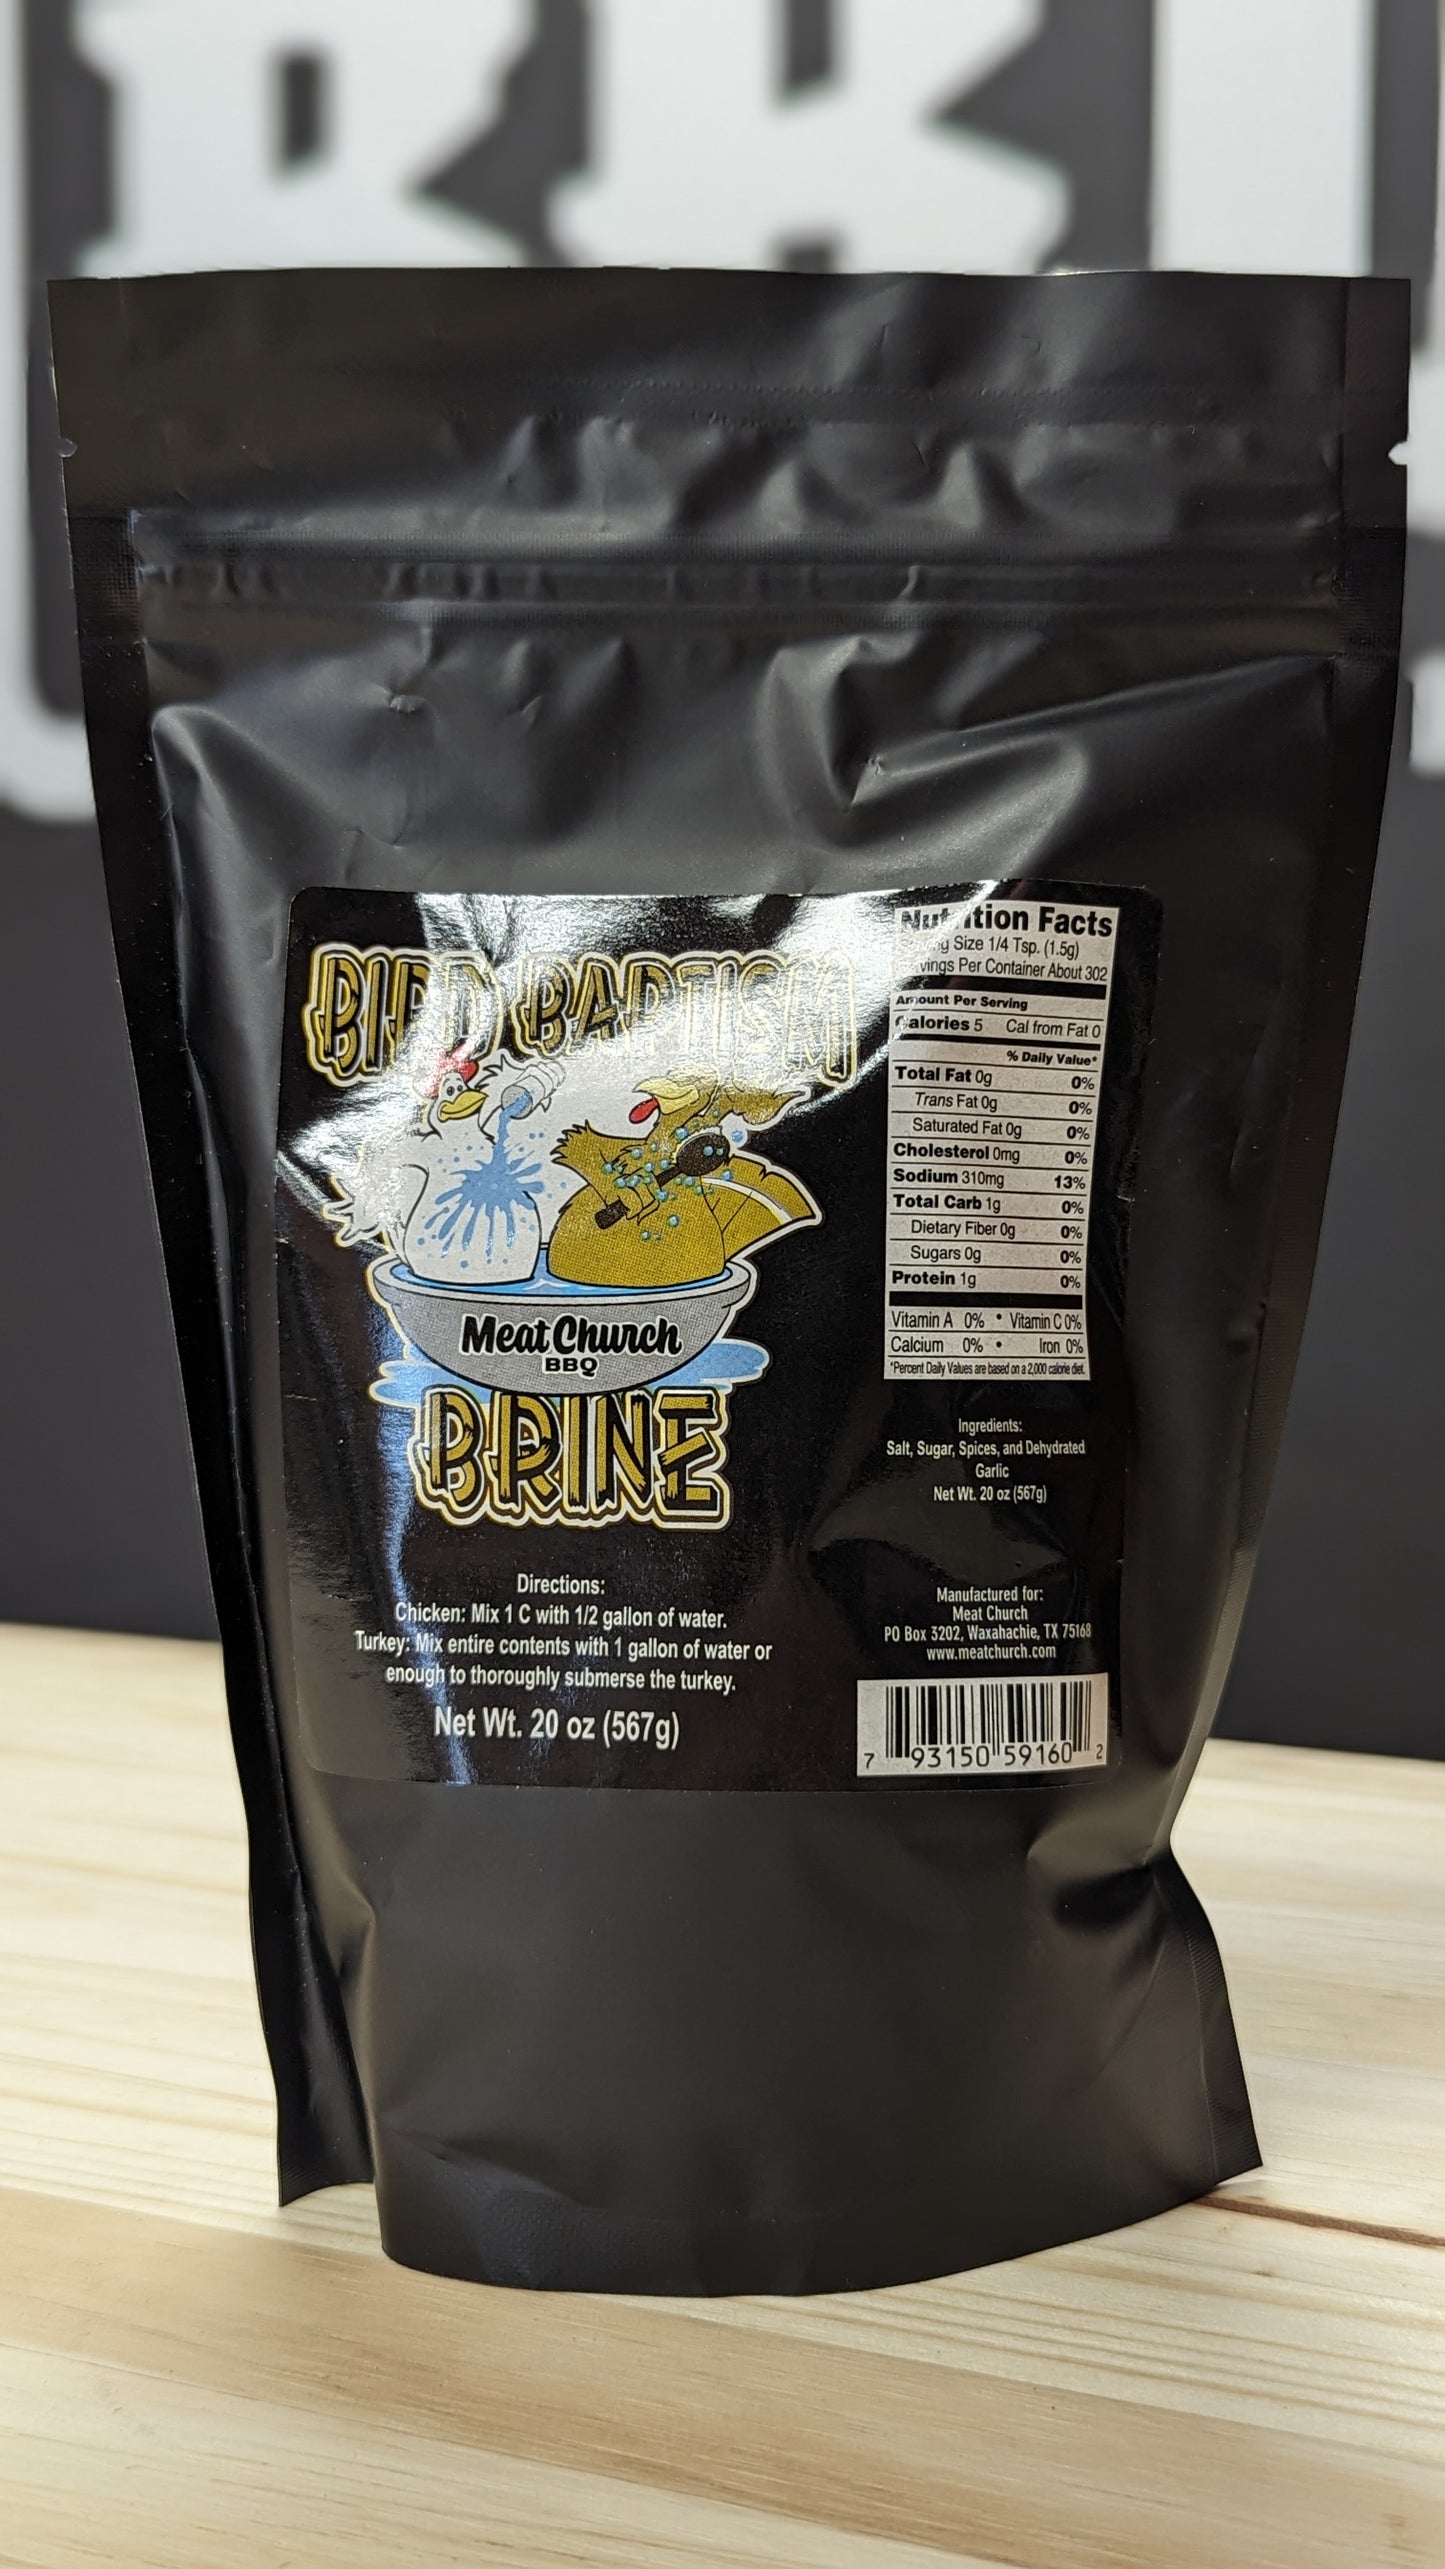 BIRD BAPTISM
Meat Church
BBQ
BRINE
Directions:
Chicken: Mix 1 C with 1/2 gallon of water.
Turkey: Mix entire contents with 1 gallon of water or
enough to thoroughly submerse the turkey.
Net Wt. 20 oz (567g)
Nutrition Facts
Size 1/4 Tsp. (1.5g)
Per Container About 302
Amount Per Serving
Calories 5 Cal from Fat 0
% Daily Value*
Total Fat 0g 0%
Trans Fat 0g 0%
Saturated Fat 0g 0%
Cholesterol 0mg 0%
Sodium 310mg 13%
Total Carb 1g 0%
Dietary Fiber 0g 0%
Sugars 0g 0%
Protein 1g 0%
Vitamin A 0% • Vitamin C 0%
Calcium 0% • Iron 0%
*Percent Daily Values are based on a 2,000 calorie diet.
Ingredients:
Salt, Sugar, Spices, and Dehydrated
Garlic
Net Wt. 20 oz (567g)
Manufactured for:
Meat Church
PO Box 3202, Waxahachie, TX 75168
www.meatchurch.com
7 93150 59160 2